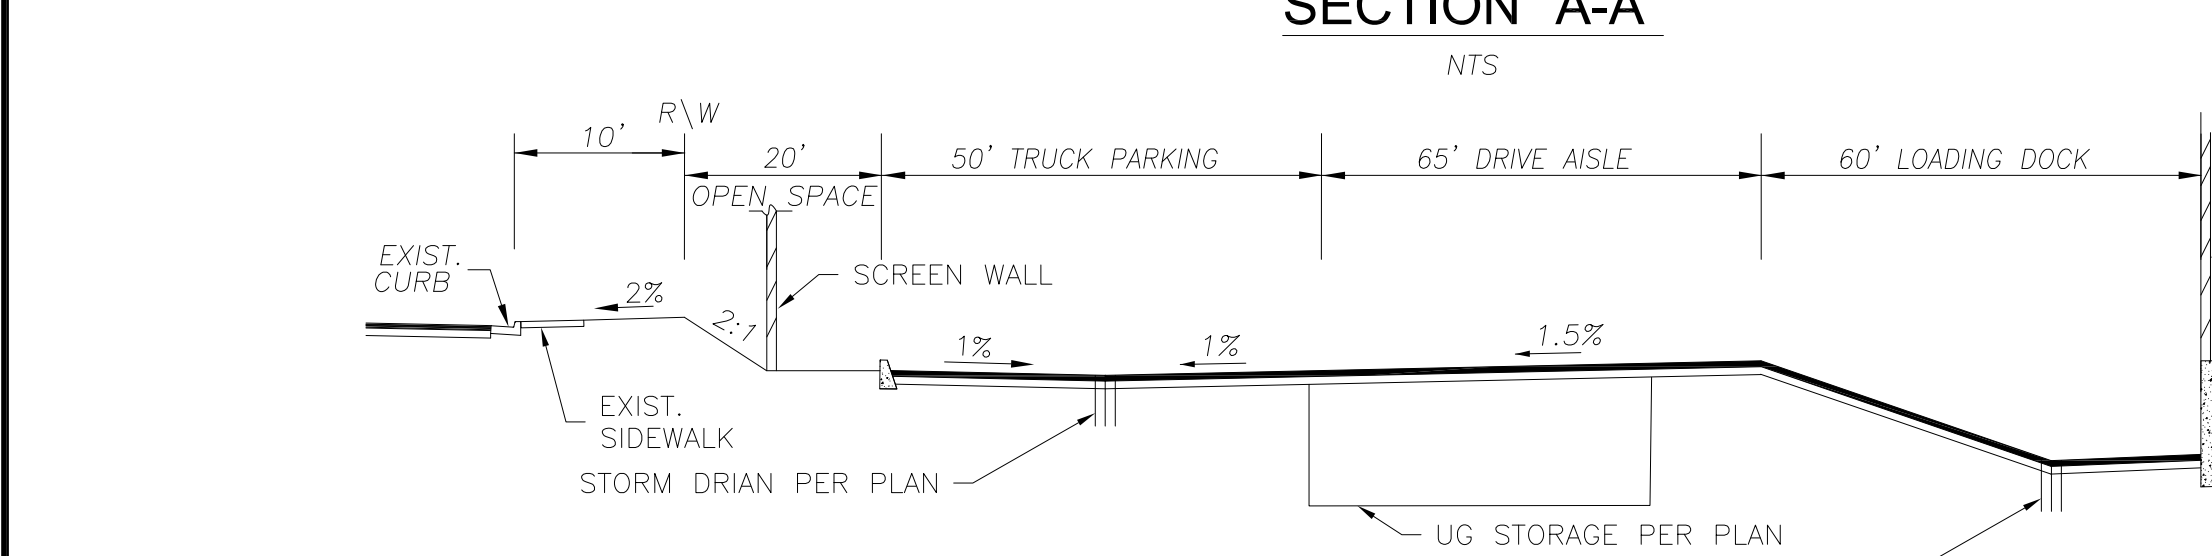 SECTION A-A
NTS
R\W
10'
20'
OPEN SPACE
50' TRUCK PARKING
65' DRIVE AISLE
60' LOADING DOCK
EXIST.
CURB
2%
2:1
SCREEN WALL
1%
1%
1.5%
EXIST.
SIDEWALK
STORM DRIAN PER PLAN
UG STORAGE PER PLAN